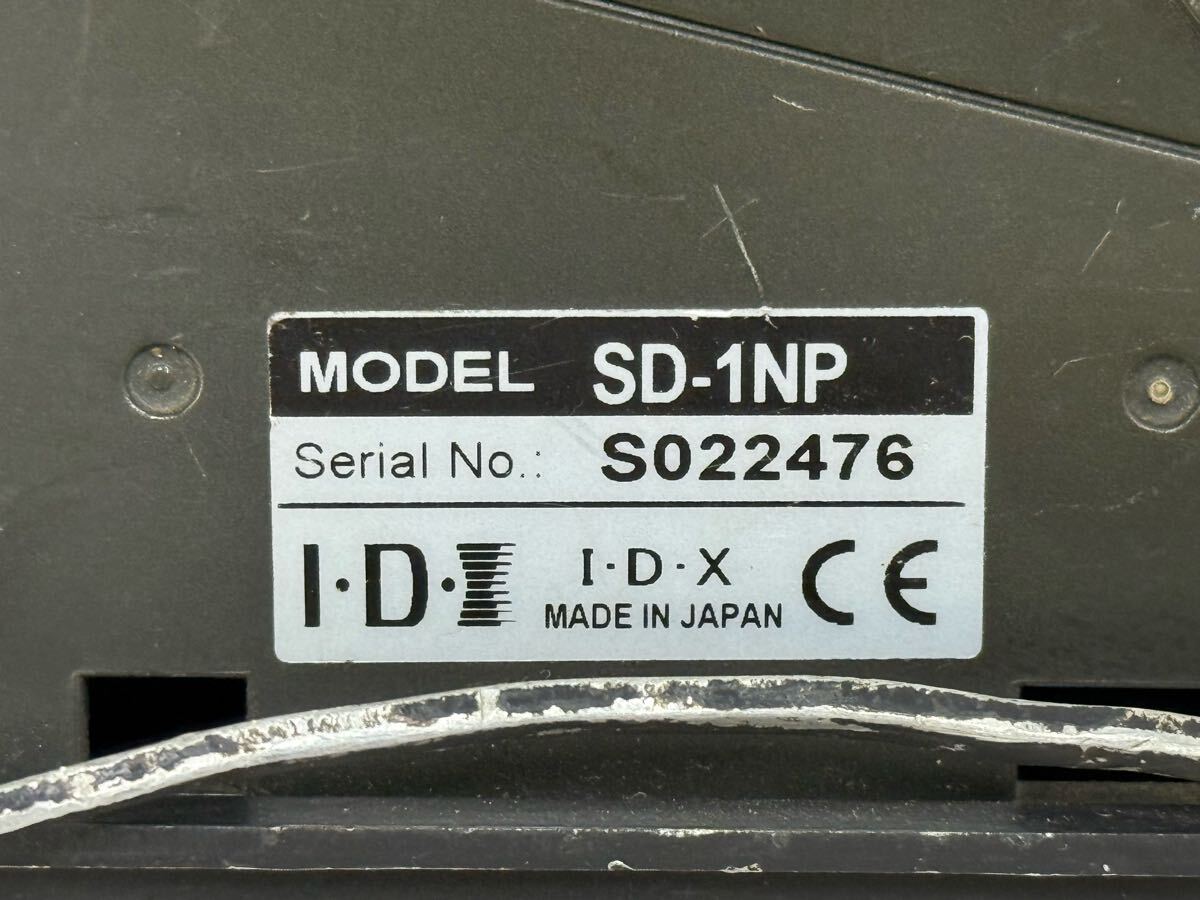 MODEL SD-1NP
Serial No.: S022476
I·D·X I·D·X CE
MADE IN JAPAN